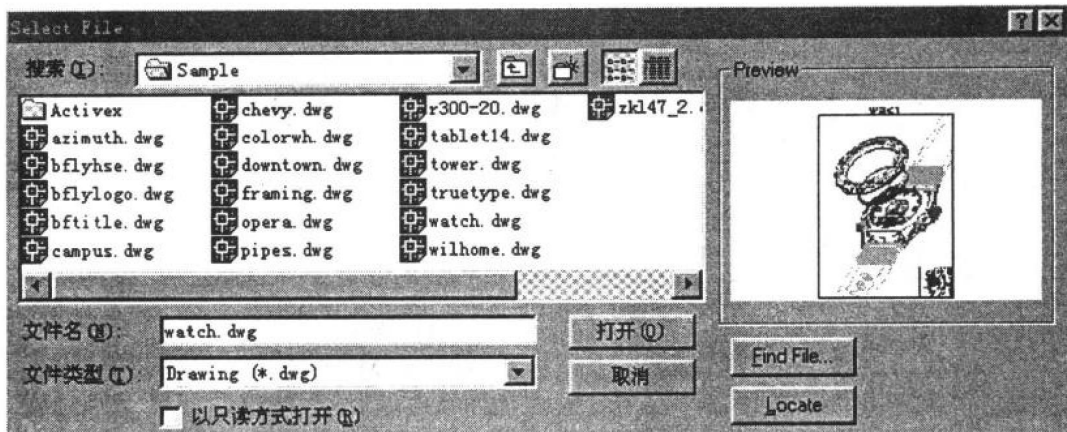 Select File
搜索(I): Sample
Preview
Activex
azimuth.dwg
bflyhse.dwg
bflylogo.dwg
bftitle.dwg
campus.dwg
chevy.dwg
colorwh.dwg
downtown.dwg
framing.dwg
opera.dwg
pipes.dwg
r300-20.dwg
tablet14.dwg
tower.dwg
truetype.dwg
watch.dwg
wilhome.dwg
zk147_2.
文件名(N): watch.dwg
打开(O)
文件类型(T): Drawing (*.dwg)
取消
以只读方式打开(R)
Find File...
Locate